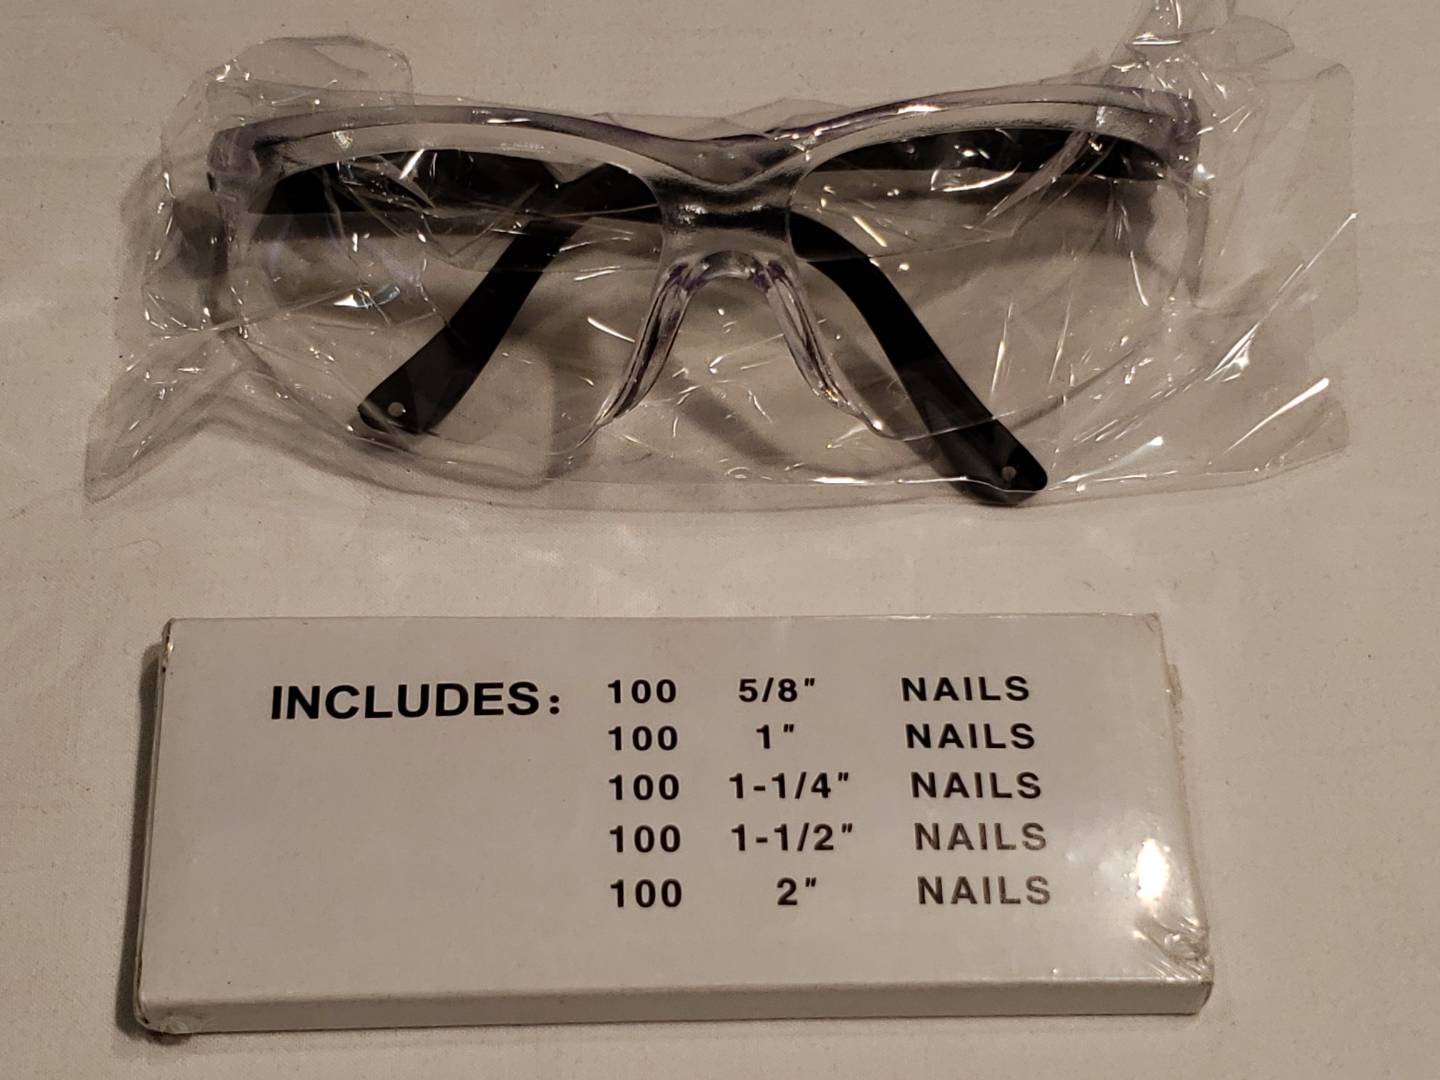 INCLUDES: 100 5/8" NAILS
100 1" NAILS
100 1-1/4" NAILS
100 1-1/2" NAILS
100 2" NAILS